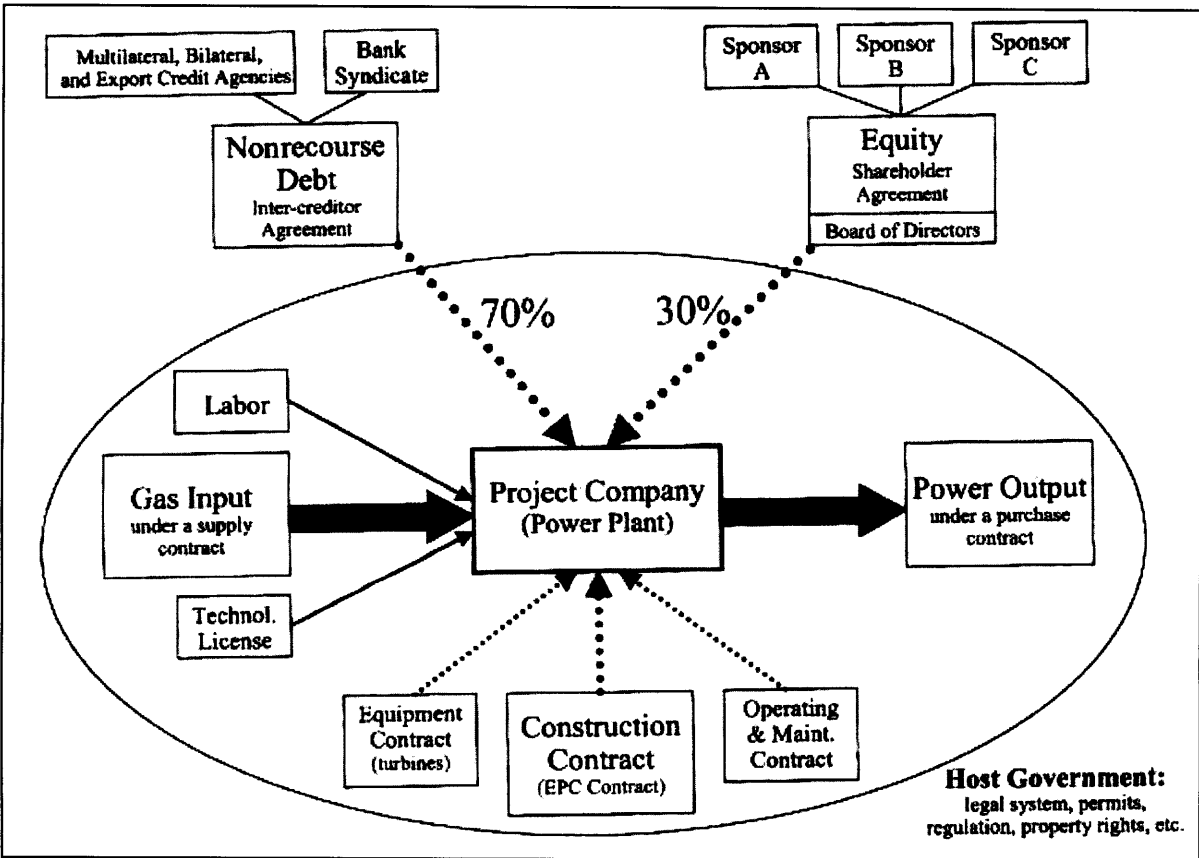 Multilateral, Bilateral,
and Export Credit Agencies
Bank
Syndicate
Sponsor
A
Sponsor
B
Sponsor
C
Nonrecourse
Debt
Inter-creditor
Agreement
Equity
Shareholder
Agreement
Board of Directors
70%
30%
Labor
Gas Input
under a supply
contract
Technol.
License
Project Company
(Power Plant)
Power Output
under a purchase
contract
Equipment
Contract
(turbines)
Construction
Contract
(EPC Contract)
Operating
& Maint.
Contract
Host Government:
legal system, permits,
regulation, property rights, etc.